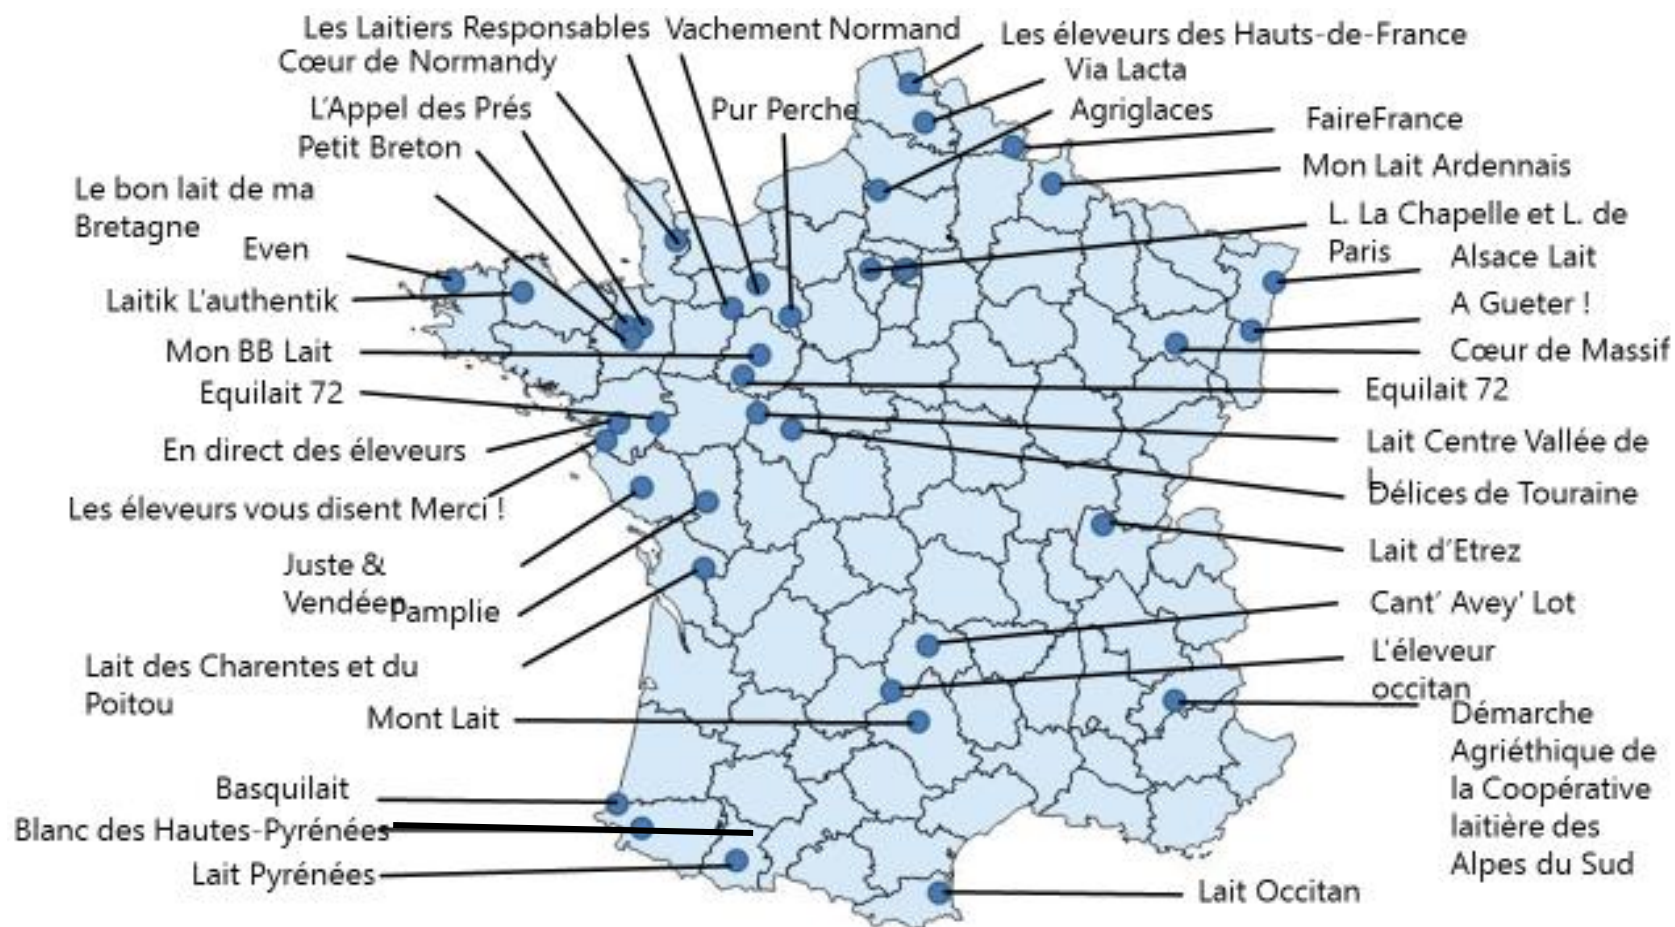 Les Laitiers Responsables
Vachement Normand
Les éleveurs des Hauts-de-France
Cœur de Normandy
Via Lacta
L'Appel des Prés
Pur Perche
Agriglaces
FaireFrance
Petit Breton
Mon Lait Ardennais
Le bon lait de ma
Bretagne
L. La Chapelle et L. de
Paris
Even
Alsace Lait
Laitik L'authentik
A Gueter !
Mon BB Lait
Cœur de Massif
Equilait 72
Equilait 72
En direct des éleveurs
Lait Centre Vallée de
L
Délices de Touraine
Les éleveurs vous disent Merci !
Lait d'Etrez
Juste &
Vendéen
Pamplie
Cant' Avey' Lot
Lait des Charentes et du
Poitou
L'éleveur
occitan
Mont Lait
Démarche
Agriéthique de
la Coopérative
laitière des
Alpes du Sud
Basquilait
Blanc des Hautes-Pyrénées
Lait Pyrénées
Lait Occitan